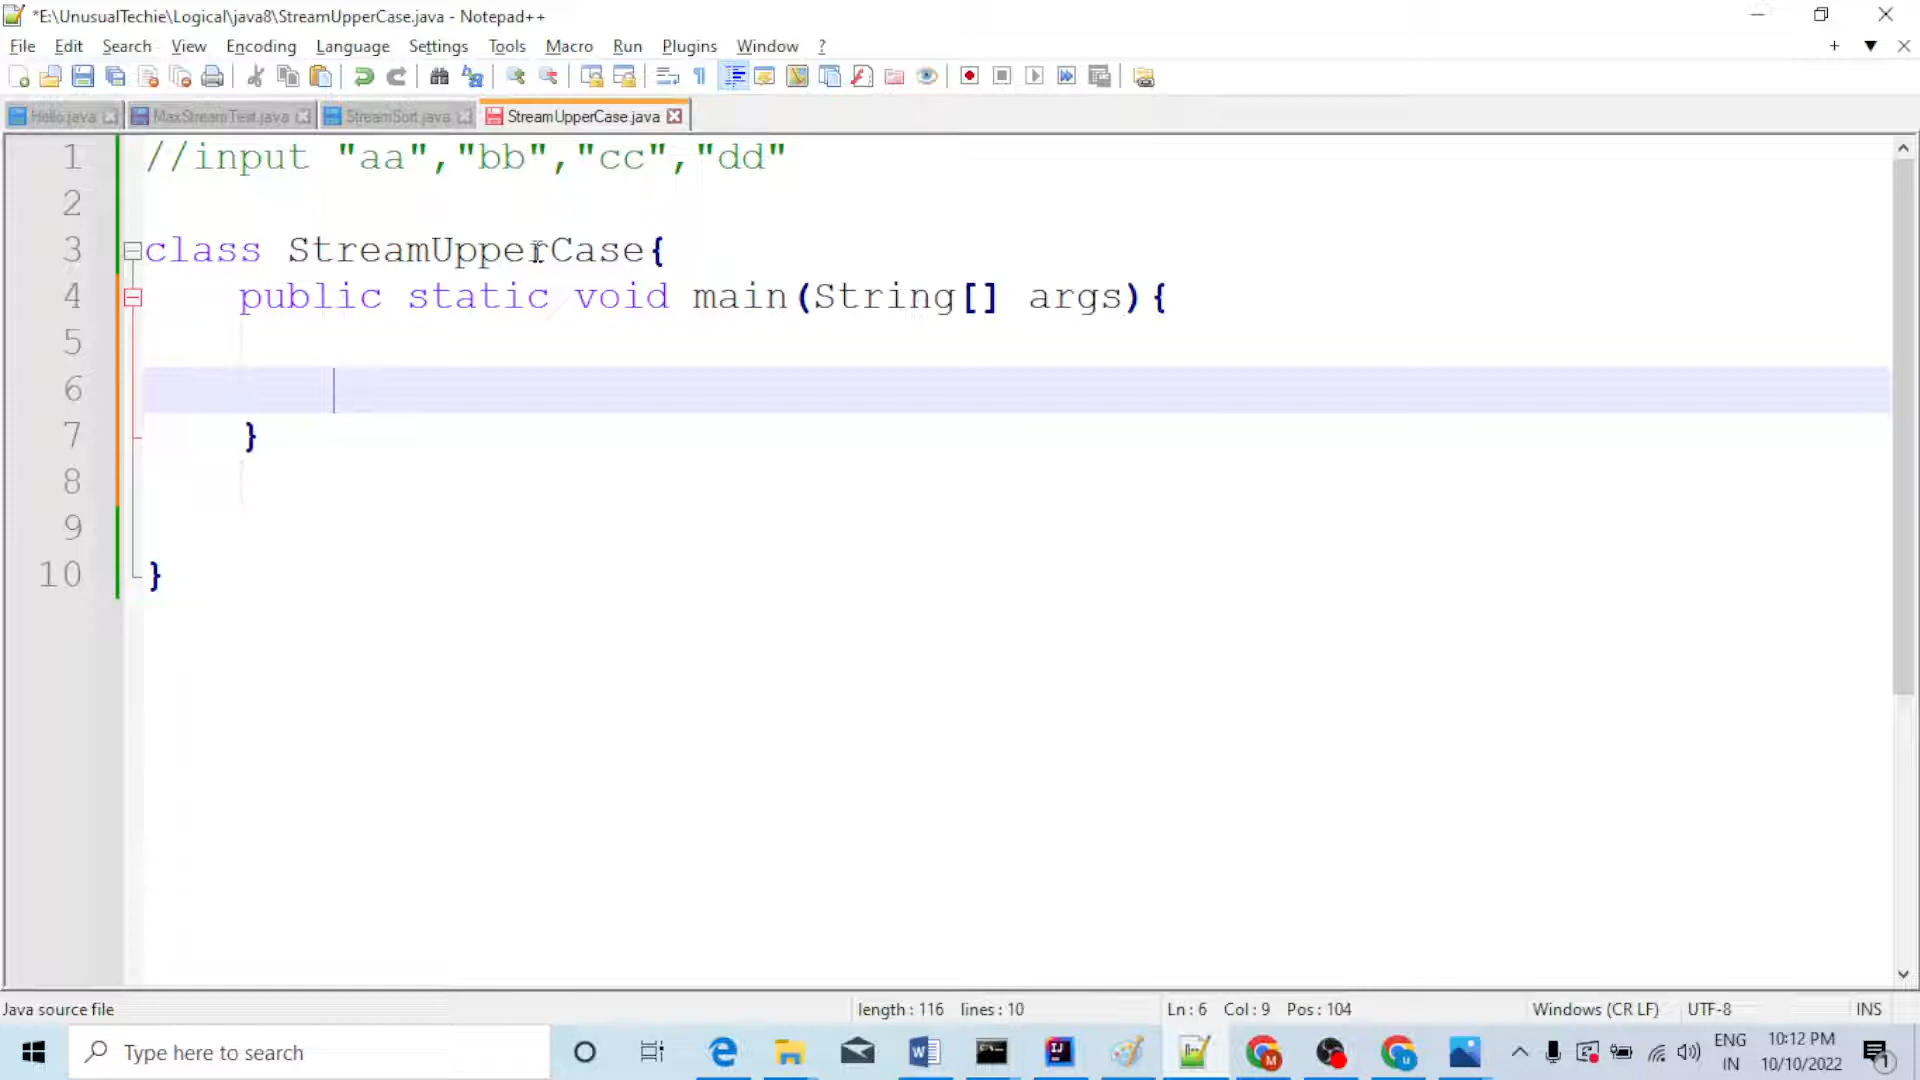 *E:\UnusualTechie\Logical\java8\StreamUpperCase.java - Notepad++
File Edit Search View Encoding Language Settings Tools Macro Run Plugins Window ?
Hello.java MaxStreamTest.java StreamSort.java StreamUpperCase.java
1 //input "aa","bb","cc","dd"
2
3 class StreamUpperCase{
4 public static void main(String[] args){
5
6
7 }
8
9
10 }
Java source file length : 116 lines : 10 Ln : 6 Col : 9 Pos : 104 Windows (CR LF) UTF-8 INS
Type here to search ENG 10:12 PM
IN 10/10/2022